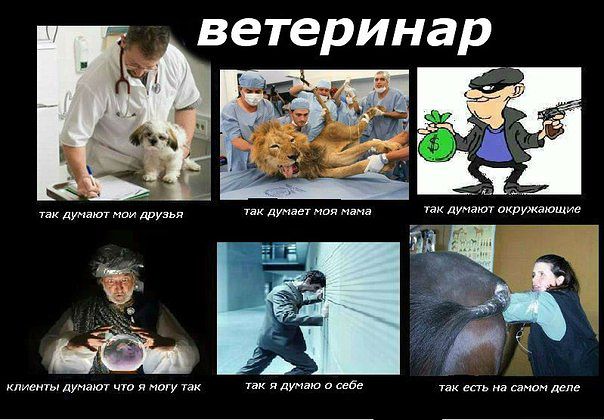 ветеринар
так думают мои друзья
так думает моя мама
так думают окружающие
клиенты думают что я могу так
так я думаю о себе
так есть на самом деле